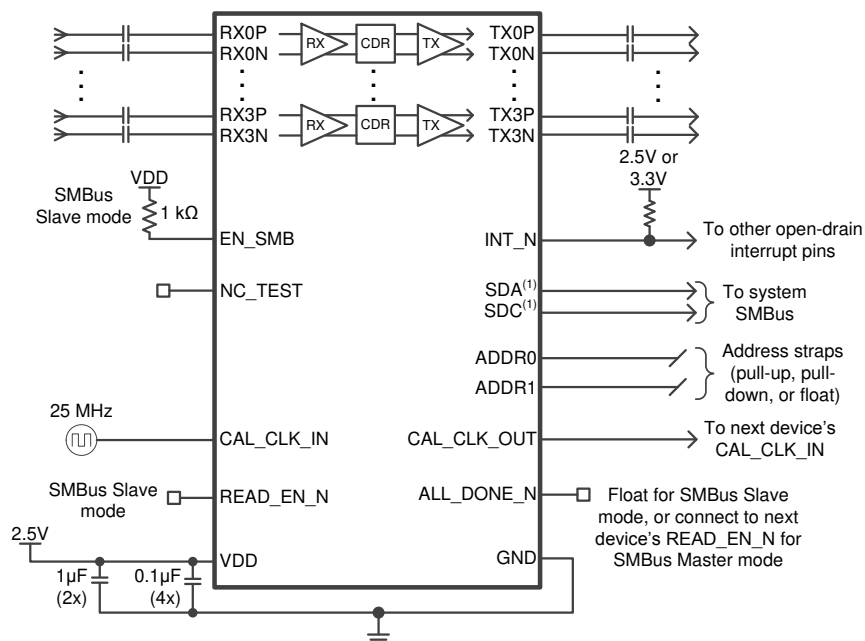 RX0P
RX0N
RX
CDR
TX
TX0P
TX0N
RX3P
RX3N
RX
CDR
TX
TX3P
TX3N
2.5V or
3.3V
VDD
SMBus
Slave mode
1 kΩ
EN_SMB
INT_N
To other open-drain
interrupt pins
NC_TEST
SDA(1)
SDC(1)
To system
SMBus
ADDR0
ADDR1
Address straps
(pull-up, pull-
down, or float)
25 MHz
CAL_CLK_IN
CAL_CLK_OUT
To next device's
CAL_CLK_IN
SMBus Slave
mode
READ_EN_N
ALL_DONE_N
Float for SMBus Slave
mode, or connect to next
device's READ_EN_N for
SMBus Master mode
2.5V
VDD
GND
1μF
(2x)
0.1μF
(4x)